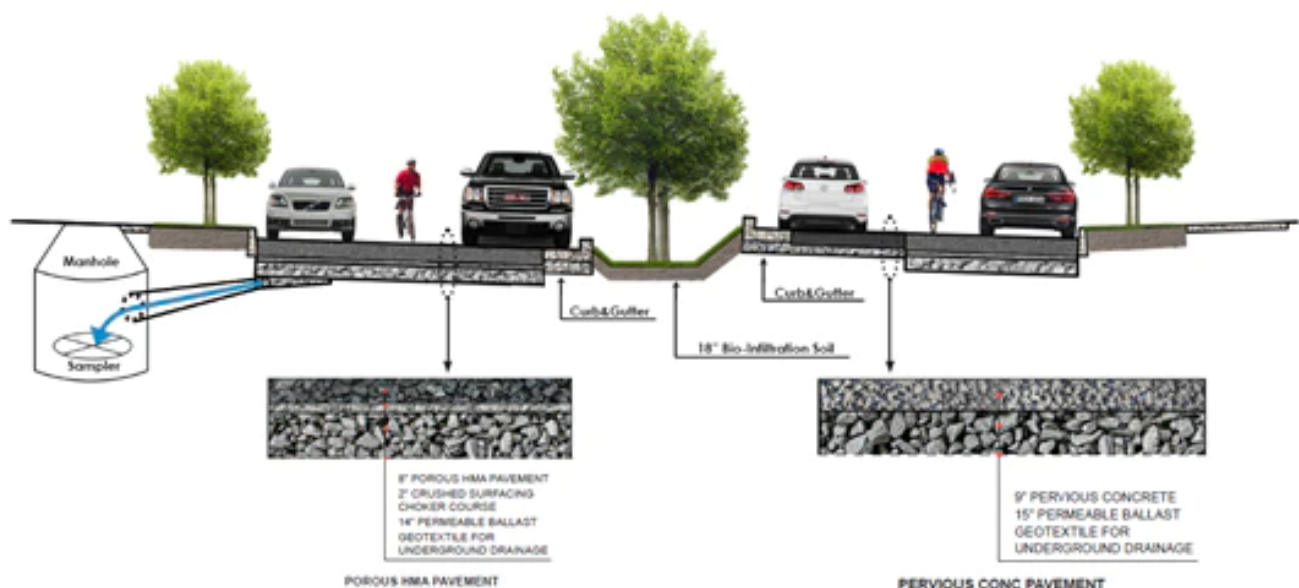 Manhole
Sampler
Curb&Gutter
Curb&Gutter
18" Bio-Infiltration Soil
8" POROUS HMA PAVEMENT
2" CRUSHED SURFACING
CHOKER COURSE
14" PERMEABLE BALLAST
GEOTEXTILE FOR
UNDERGROUND DRAINAGE
POROUS HMA PAVEMENT
9" PERVIOUS CONCRETE
15" PERMEABLE BALLAST
GEOTEXTILE FOR
UNDERGROUND DRAINAGE
PERVIOUS CONC PAVEMENT